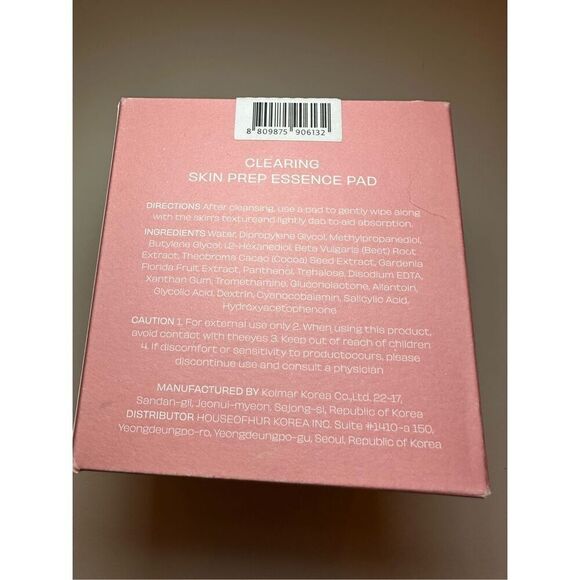 8 809875 906132
CLEARING
SKIN PREP ESSENCE PAD
DIRECTIONS After cleansing, use a pad to gently wipe along
with the skin's textureand lightly dab to aid absorption.
INGREDIENTS Water, Dipropylene Glycol, Methylpropanediol,
Butylene Glycol, 1,2-Hexanediol, Beta Vulgaris (Beet) Root
Extract, Theobroma Cacao (Cocoa) Seed Extract, Gardenia
Florida Fruit Extract, Panthenol, Trehalose, Disodium EDTA,
Xanthan Gum, Tromethamine, Gluconolactone, Allantoin,
Glycolic Acid, Dextrin, Cyanocobalamin, Salicylic Acid,
Hydroxyacetophenone
CAUTION 1. For external use only 2. When using this product,
avoid contact with theeyes 3. Keep out of reach of children
4. If discomfort or sensitivity to productoccurs, please
discontinue use and consult a physician
MANUFACTURED BY Kolmar Korea Co.,Ltd. 22-17,
Sandan-gil, Jeonui-myeon, Sejong-si, Republic of Korea
DISTRIBUTOR HOUSEOFHUR KOREA INC. Suite #1410-a 150,
Yeongdeungpo-ro, Yeongdeungpo-gu, Seoul, Republic of Korea